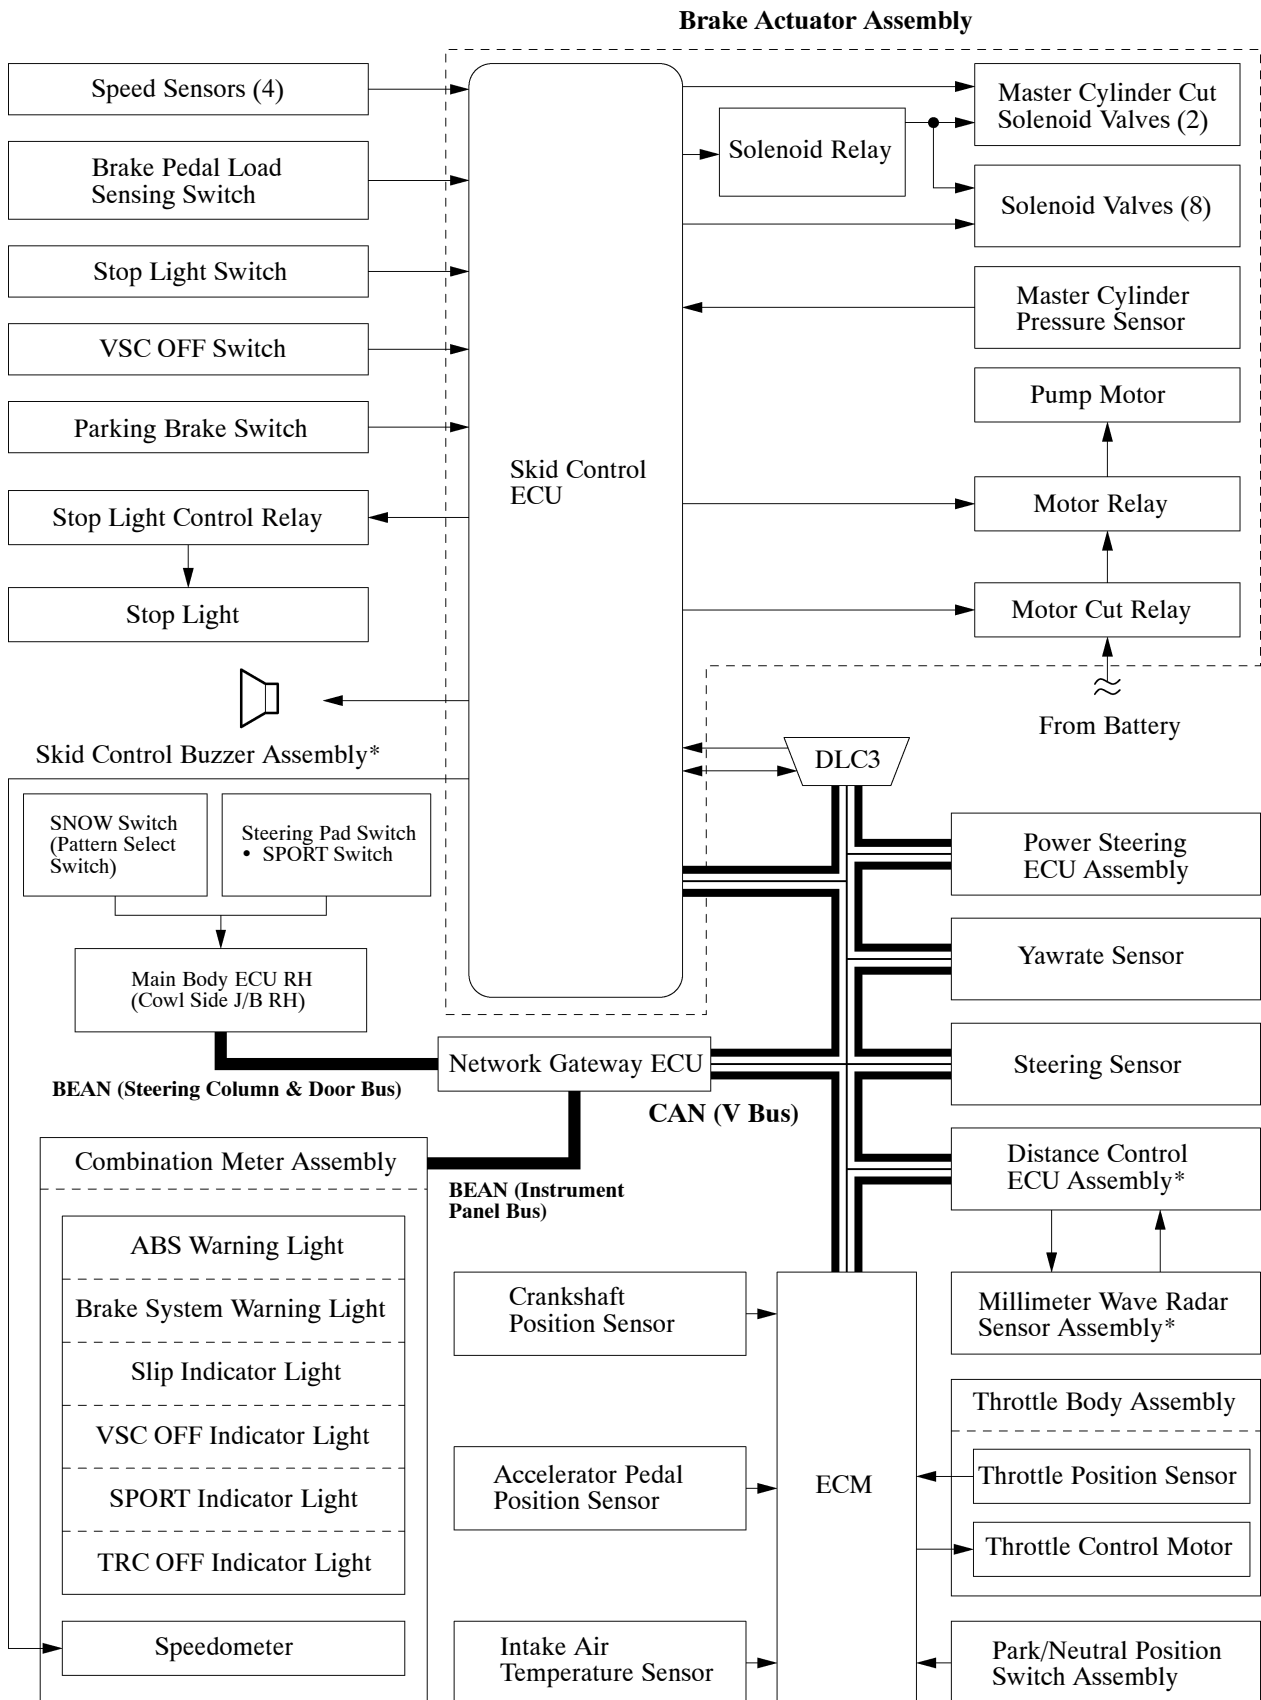 Brake Actuator Assembly
Speed Sensors (4)
Brake Pedal Load
Sensing Switch
Stop Light Switch
VSC OFF Switch
Parking Brake Switch
Stop Light Control Relay
Stop Light
Skid Control Buzzer Assembly*
Skid Control
ECU
Solenoid Relay
Master Cylinder Cut
Solenoid Valves (2)
Solenoid Valves (8)
Master Cylinder
Pressure Sensor
Pump Motor
Motor Relay
Motor Cut Relay
From Battery
DLC3
SNOW Switch
(Pattern Select
Switch)
Steering Pad Switch
• SPORT Switch
Main Body ECU RH
(Cowl Side J/B RH)
Power Steering
ECU Assembly
Yawrate Sensor
Steering Sensor
Network Gateway ECU
BEAN (Steering Column & Door Bus)
CAN (V Bus)
BEAN (Instrument
Panel Bus)
Distance Control
ECU Assembly*
Millimeter Wave Radar
Sensor Assembly*
Combination Meter Assembly
ABS Warning Light
Brake System Warning Light
Slip Indicator Light
VSC OFF Indicator Light
SPORT Indicator Light
TRC OFF Indicator Light
Speedometer
Crankshaft
Position Sensor
Accelerator Pedal
Position Sensor
Intake Air
Temperature Sensor
ECM
Throttle Body Assembly
Throttle Position Sensor
Throttle Control Motor
Park/Neutral Position
Switch Assembly